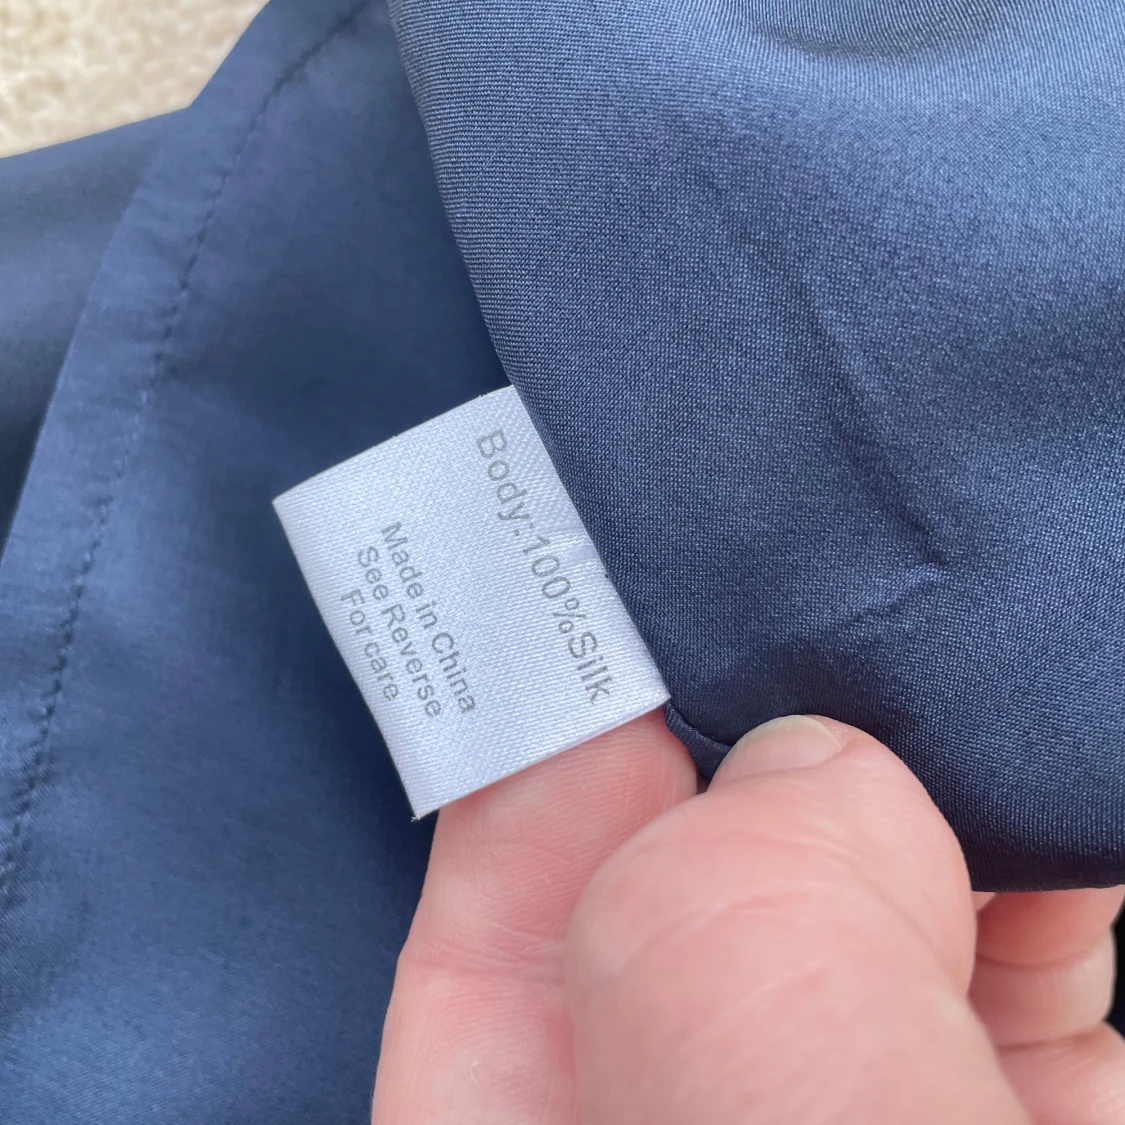 Body:100%Silk
Made in China
See Reverse
For care